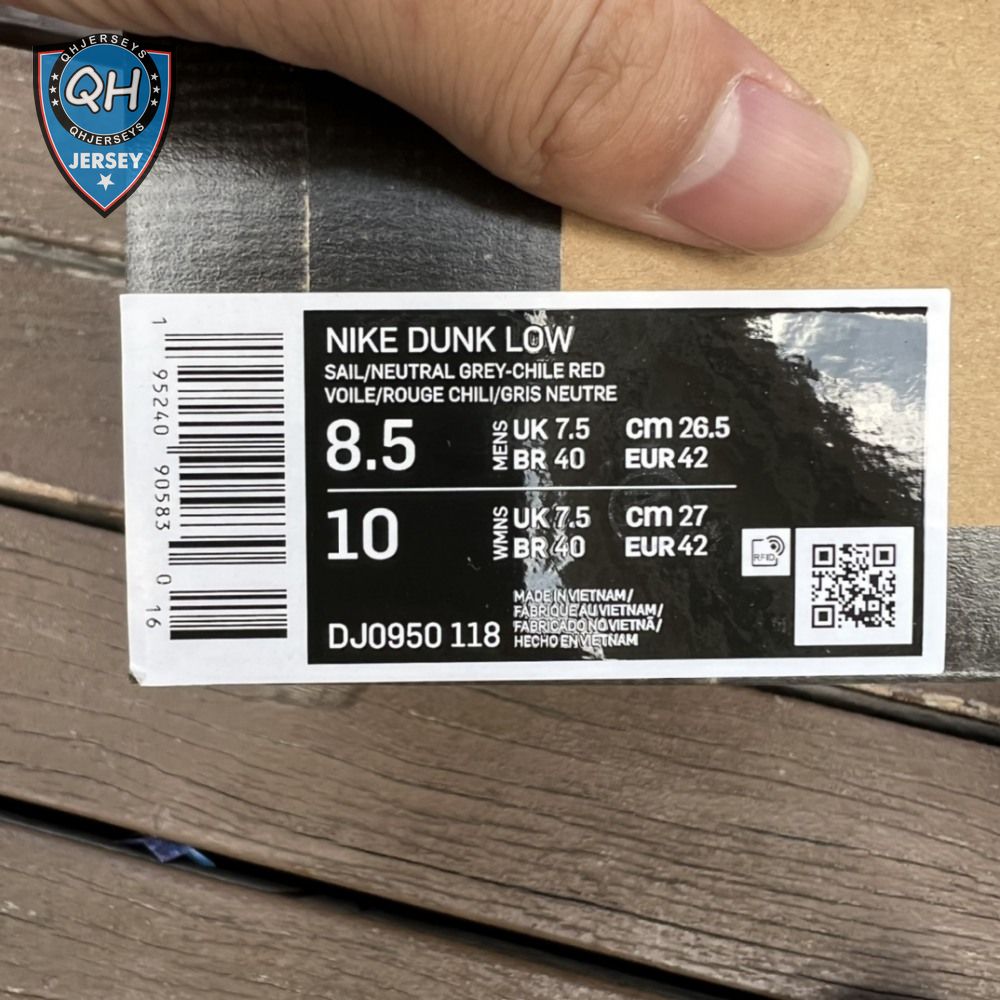 QHJERSEYS
QH
QHJERSEYS
JERSEY
1 95240 90583 0 16
NIKE DUNK LOW
SAIL/NEUTRAL GREY-CHILE RED
VOILE/ROUGE CHILI/GRIS NEUTRE
8.5 MENS UK 7.5 cm 26.5
BR 40 EUR 42
10 WMNS UK 7.5 cm 27
BR 40 EUR 42
RFID
MADE IN VIETNAM/
FABRIQUE AU VIETNAM/
FABRICADO NO VIETNÃ/
HECHO EN VIETNAM
DJ0950 118